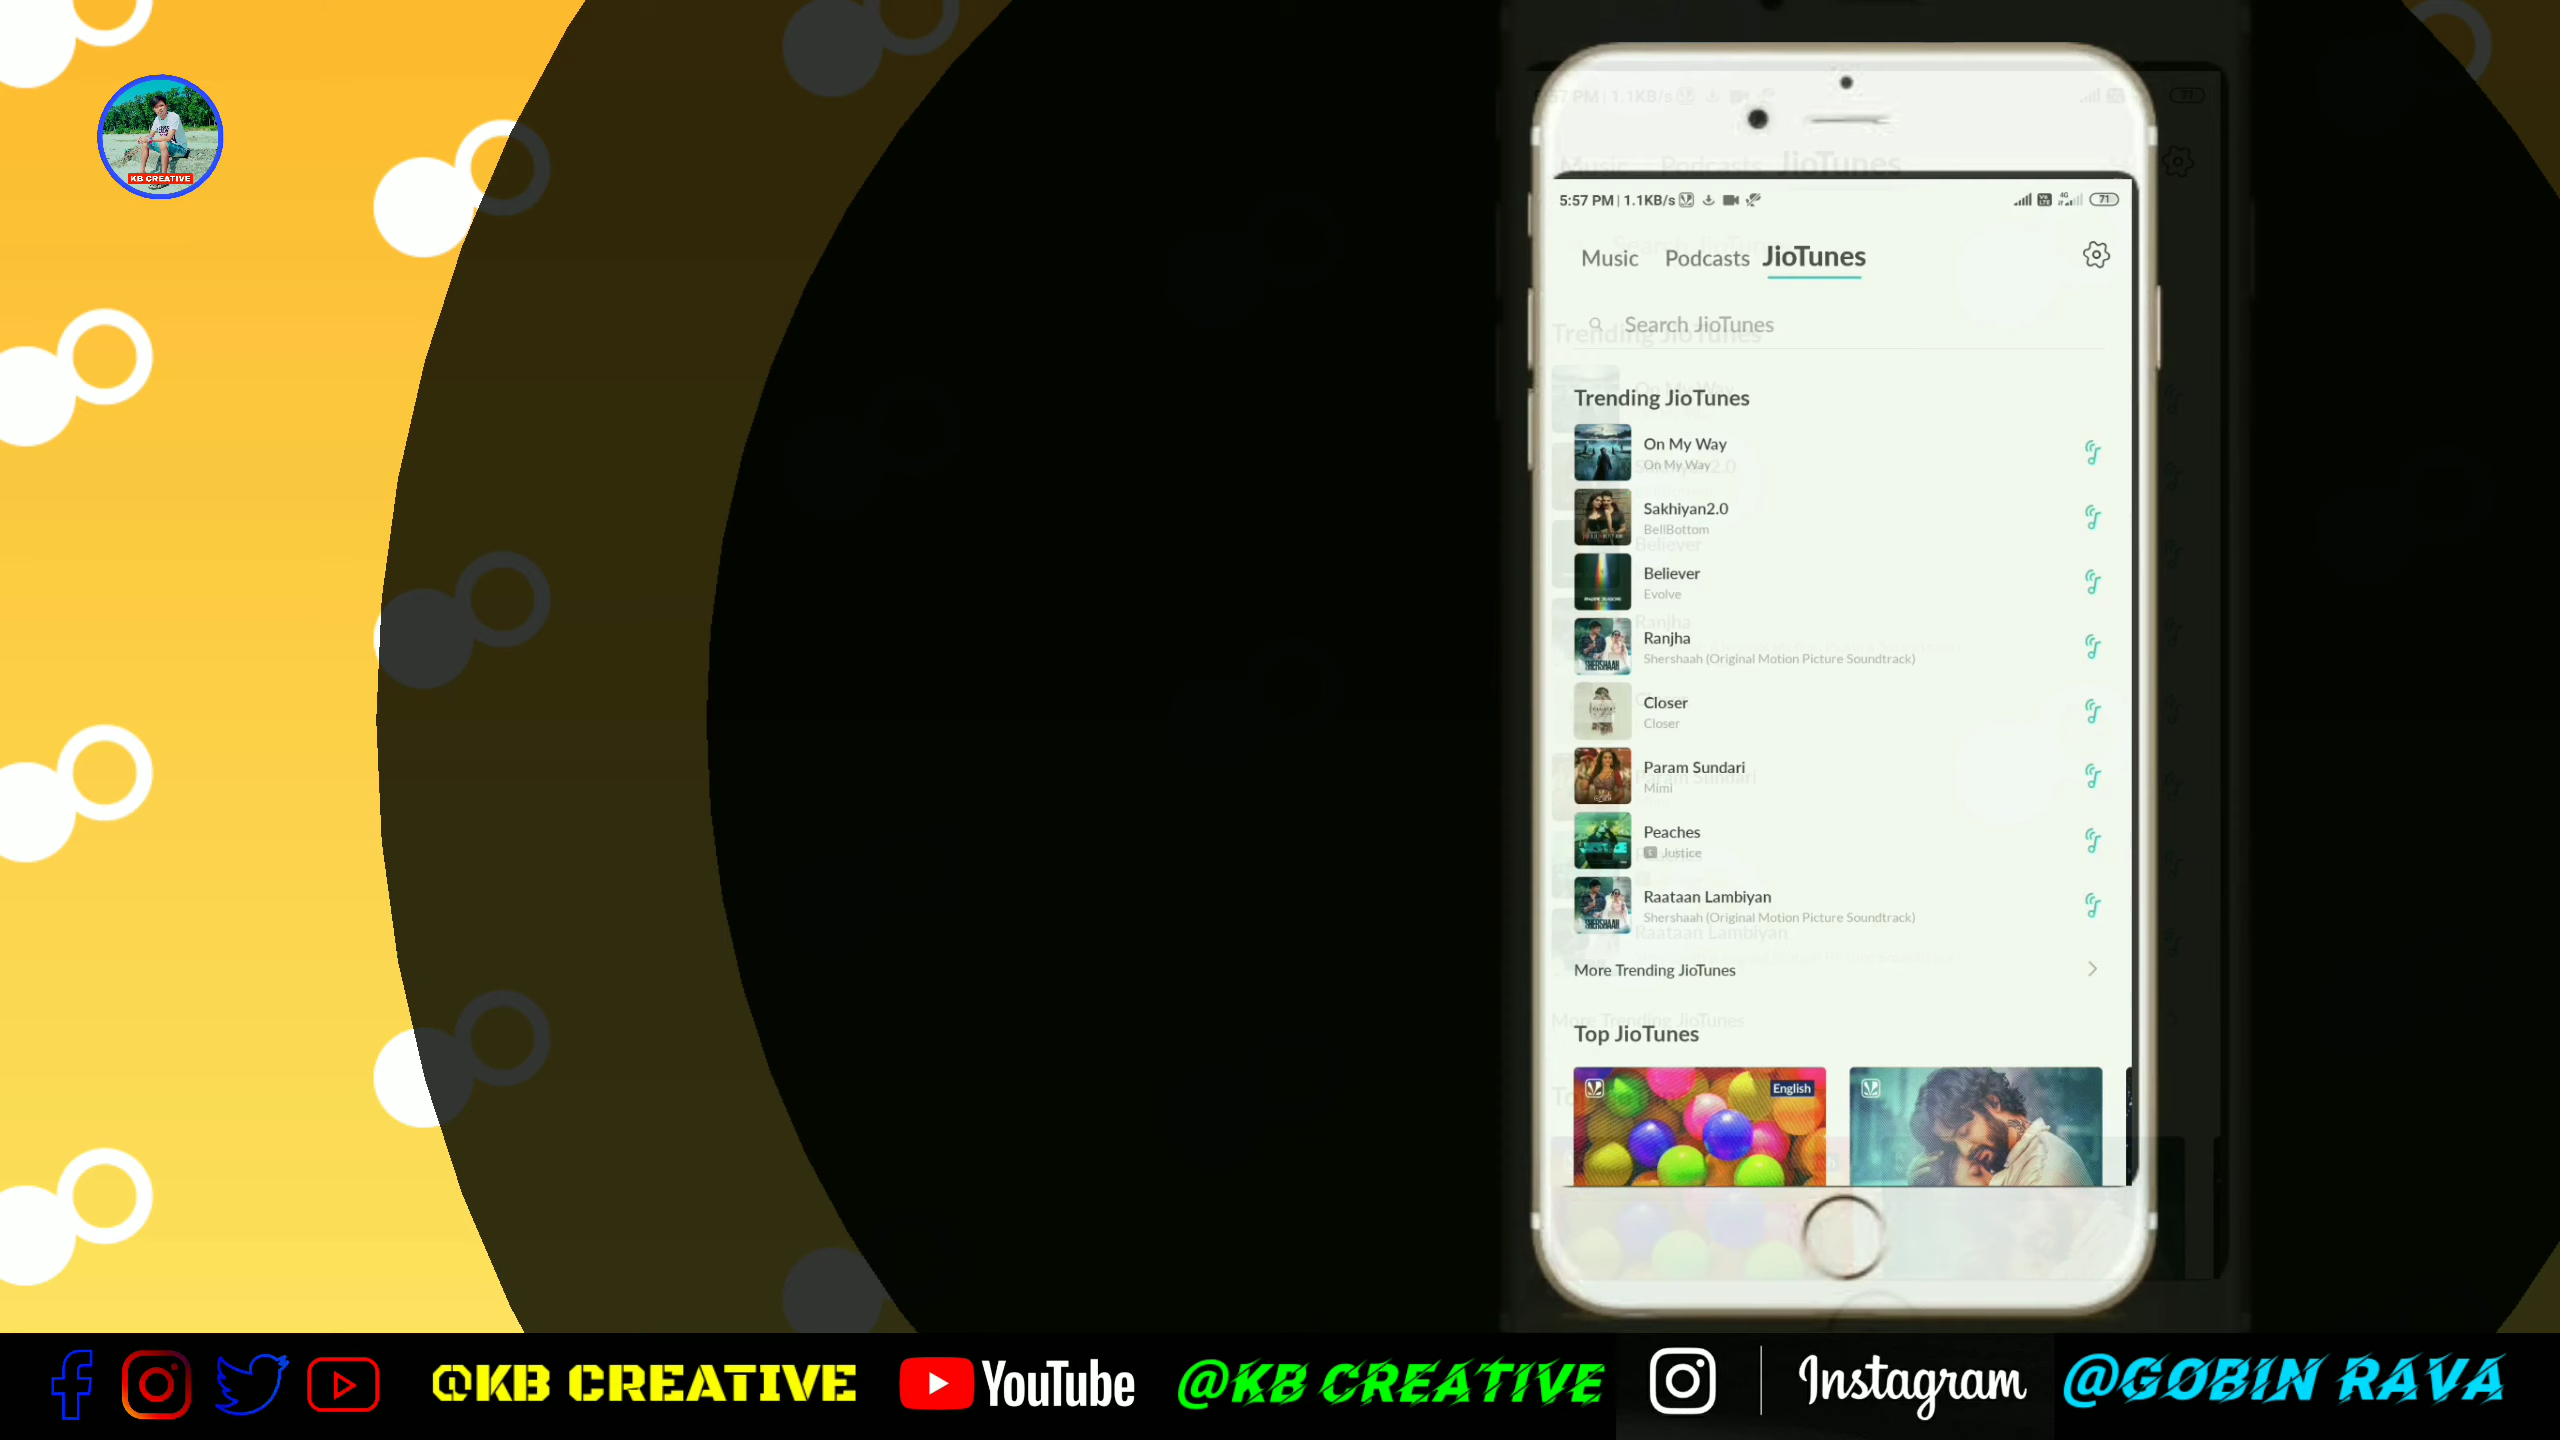 KB CREATIVE
5:57 PM | 1.1KB/s
4G
71
Music Podcasts JioTunes
Search JioTunes
Trending JioTunes
On My Way
On My Way
Sakhiyan2.0
BellBottom
Believer
Evolve
Ranjha
Shershaah (Original Motion Picture Soundtrack)
Closer
Closer
Param Sundari
Mimi
Peaches
E Justice
Raataan Lambiyan
Shershaah (Original Motion Picture Soundtrack)
More Trending JioTunes
Top JioTunes
English
@KB CREATIVE YouTube @KB CREATIVE Instagram @GOBIN RAVA